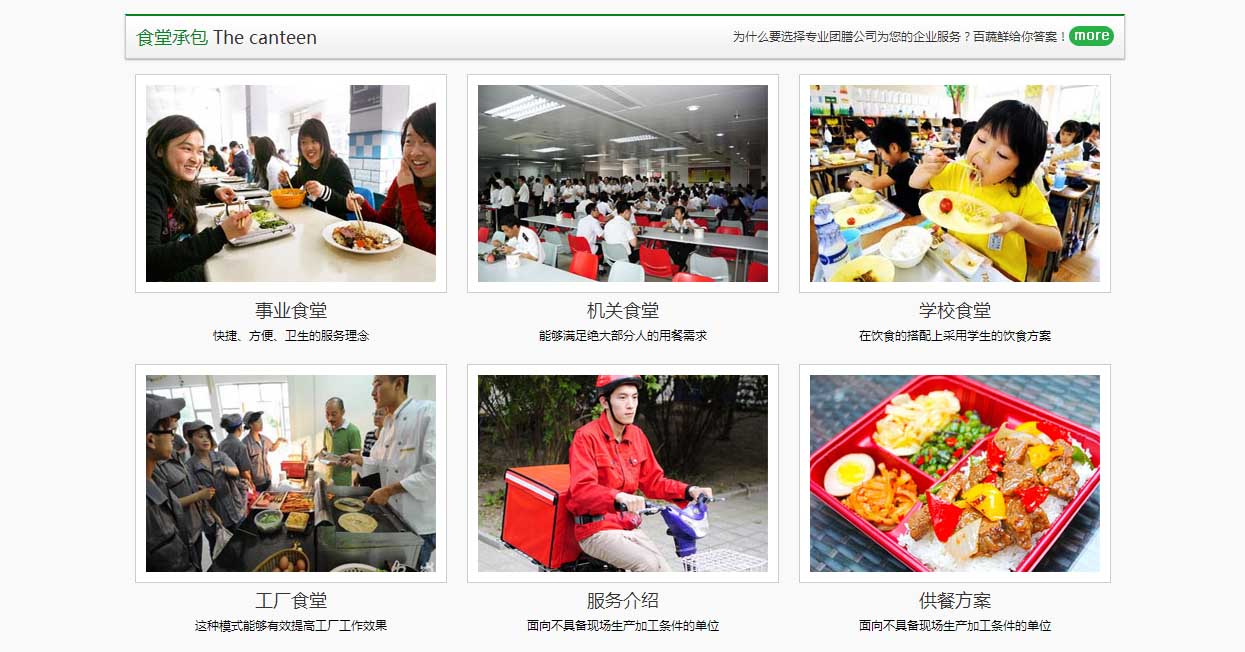 食堂承包 The canteen
为什么要选择专业团膳公司为您的企业服务？百蔬鲜给你答案！ more
事业食堂
快捷、方便、卫生的服务理念
机关食堂
能够满足绝大部分人的用餐需求
学校食堂
在饮食的搭配上采用学生的饮食方案
工厂食堂
这种模式能够有效提高工厂工作效果
服务介绍
面向不具备现场生产加工条件的单位
供餐方案
面向不具备现场生产加工条件的单位